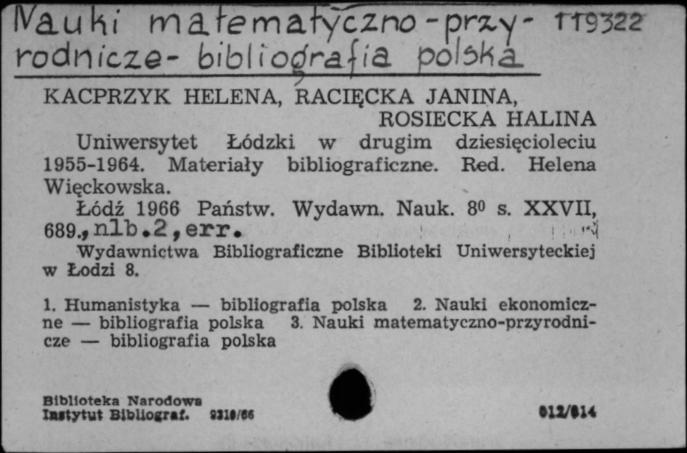 Nauki matematyczno-przy- 119322
rodnicze- bibliografia polska
KACPRZYK HELENA, RACIĘCKA JANINA,
ROSIECKA HALINA
Uniwersytet Łódzki w drugim dziesięcioleciu
1955-1964. Materiały bibliograficzne. Red. Helena
Więckowska.
Łódź 1966 Państw. Wydawn. Nauk. 8⁰ s. XXVII,
689., nlb.2, err.
Wydawnictwa Bibliograficzne Biblioteki Uniwersyteckiej
w Łodzi 8.
1. Humanistyka — bibliografia polska 2. Nauki ekonomicz-
ne — bibliografia polska 3. Nauki matematyczno-przyrodni-
cze — bibliografia polska
Biblioteka Narodowa
Instytut Bibliograf. 9310/66 012/014